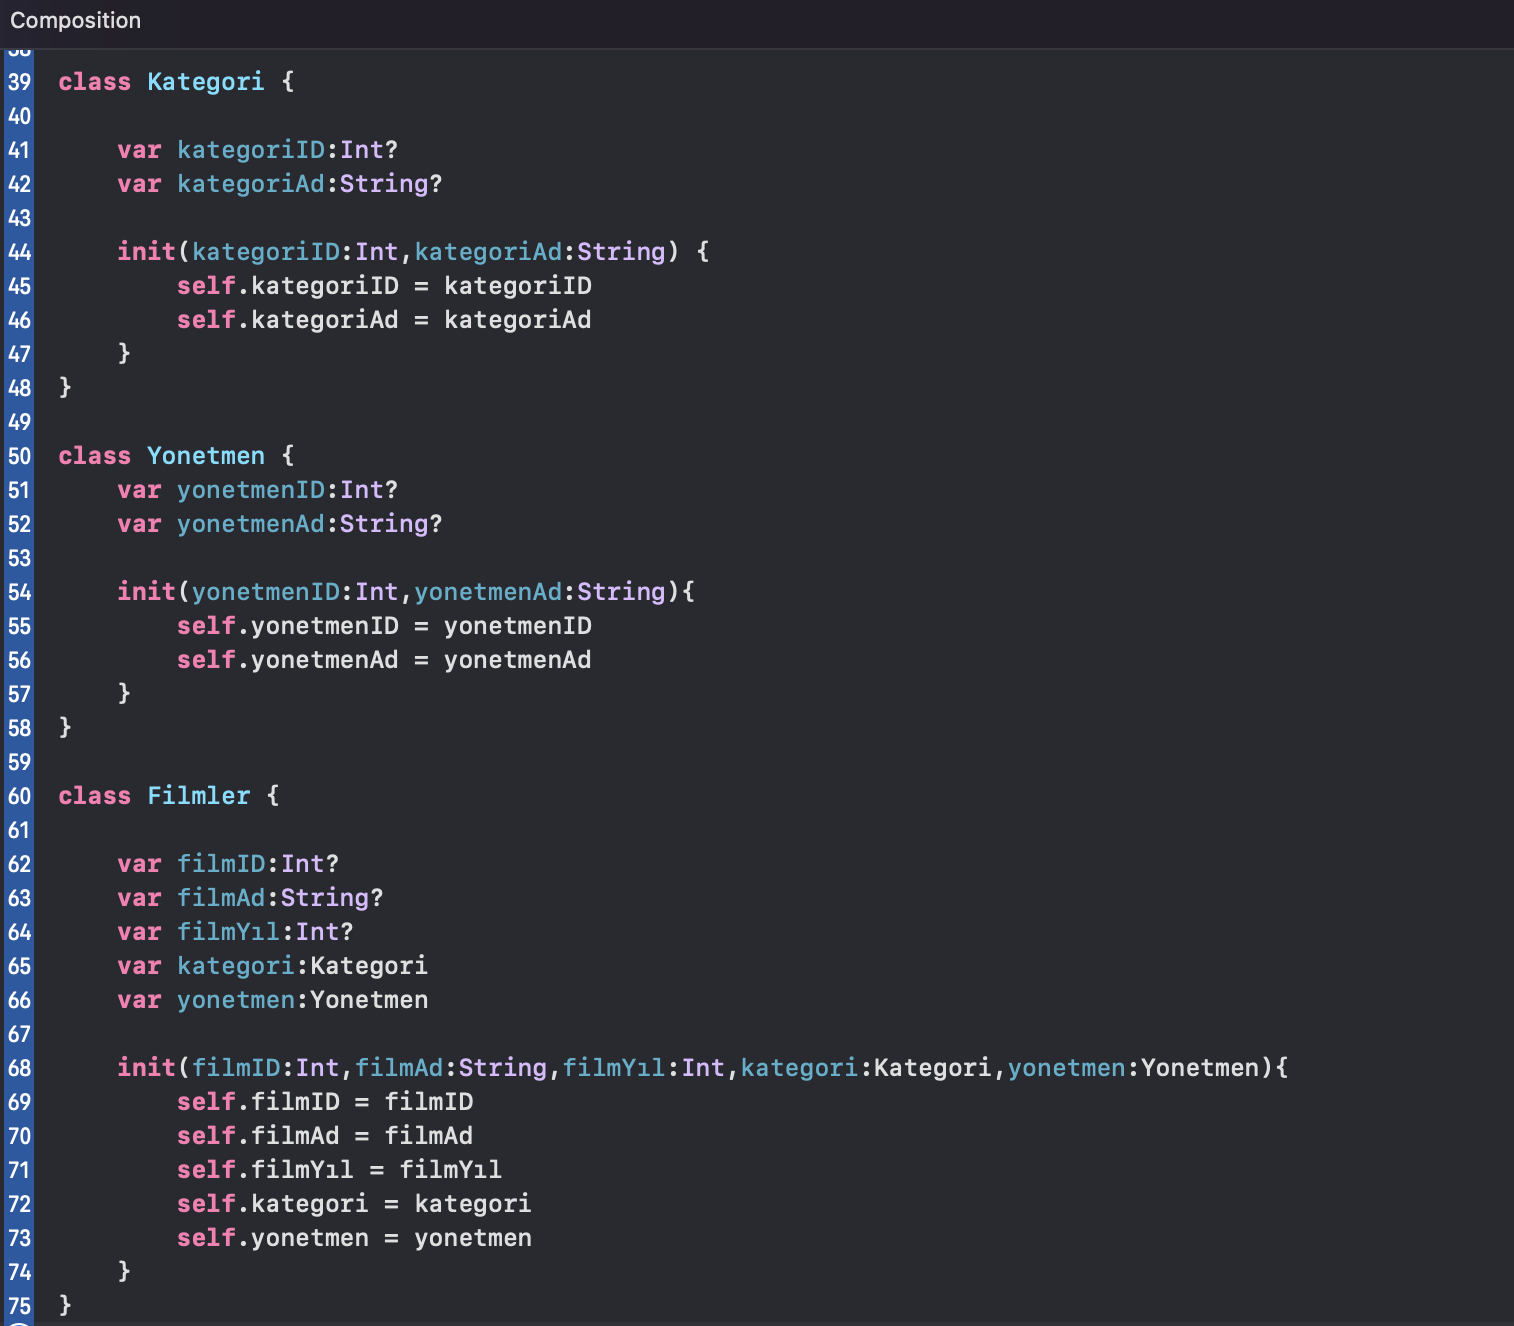 Composition
38
39 class Kategori {
40
41     var kategoriID:Int?
42     var kategoriAd:String?
43
44     init(kategoriID:Int,kategoriAd:String) {
45         self.kategoriID = kategoriID
46         self.kategoriAd = kategoriAd
47     }
48 }
49
50 class Yonetmen {
51     var yonetmenID:Int?
52     var yonetmenAd:String?
53
54     init(yonetmenID:Int,yonetmenAd:String){
55         self.yonetmenID = yonetmenID
56         self.yonetmenAd = yonetmenAd
57     }
58 }
59
60 class Filmler {
61
62     var filmID:Int?
63     var filmAd:String?
64     var filmYıl:Int?
65     var kategori:Kategori
66     var yonetmen:Yonetmen
67
68     init(filmID:Int,filmAd:String,filmYıl:Int,kategori:Kategori,yonetmen:Yonetmen){
69         self.filmID = filmID
70         self.filmAd = filmAd
71         self.filmYıl = filmYıl
72         self.kategori = kategori
73         self.yonetmen = yonetmen
74     }
75 }